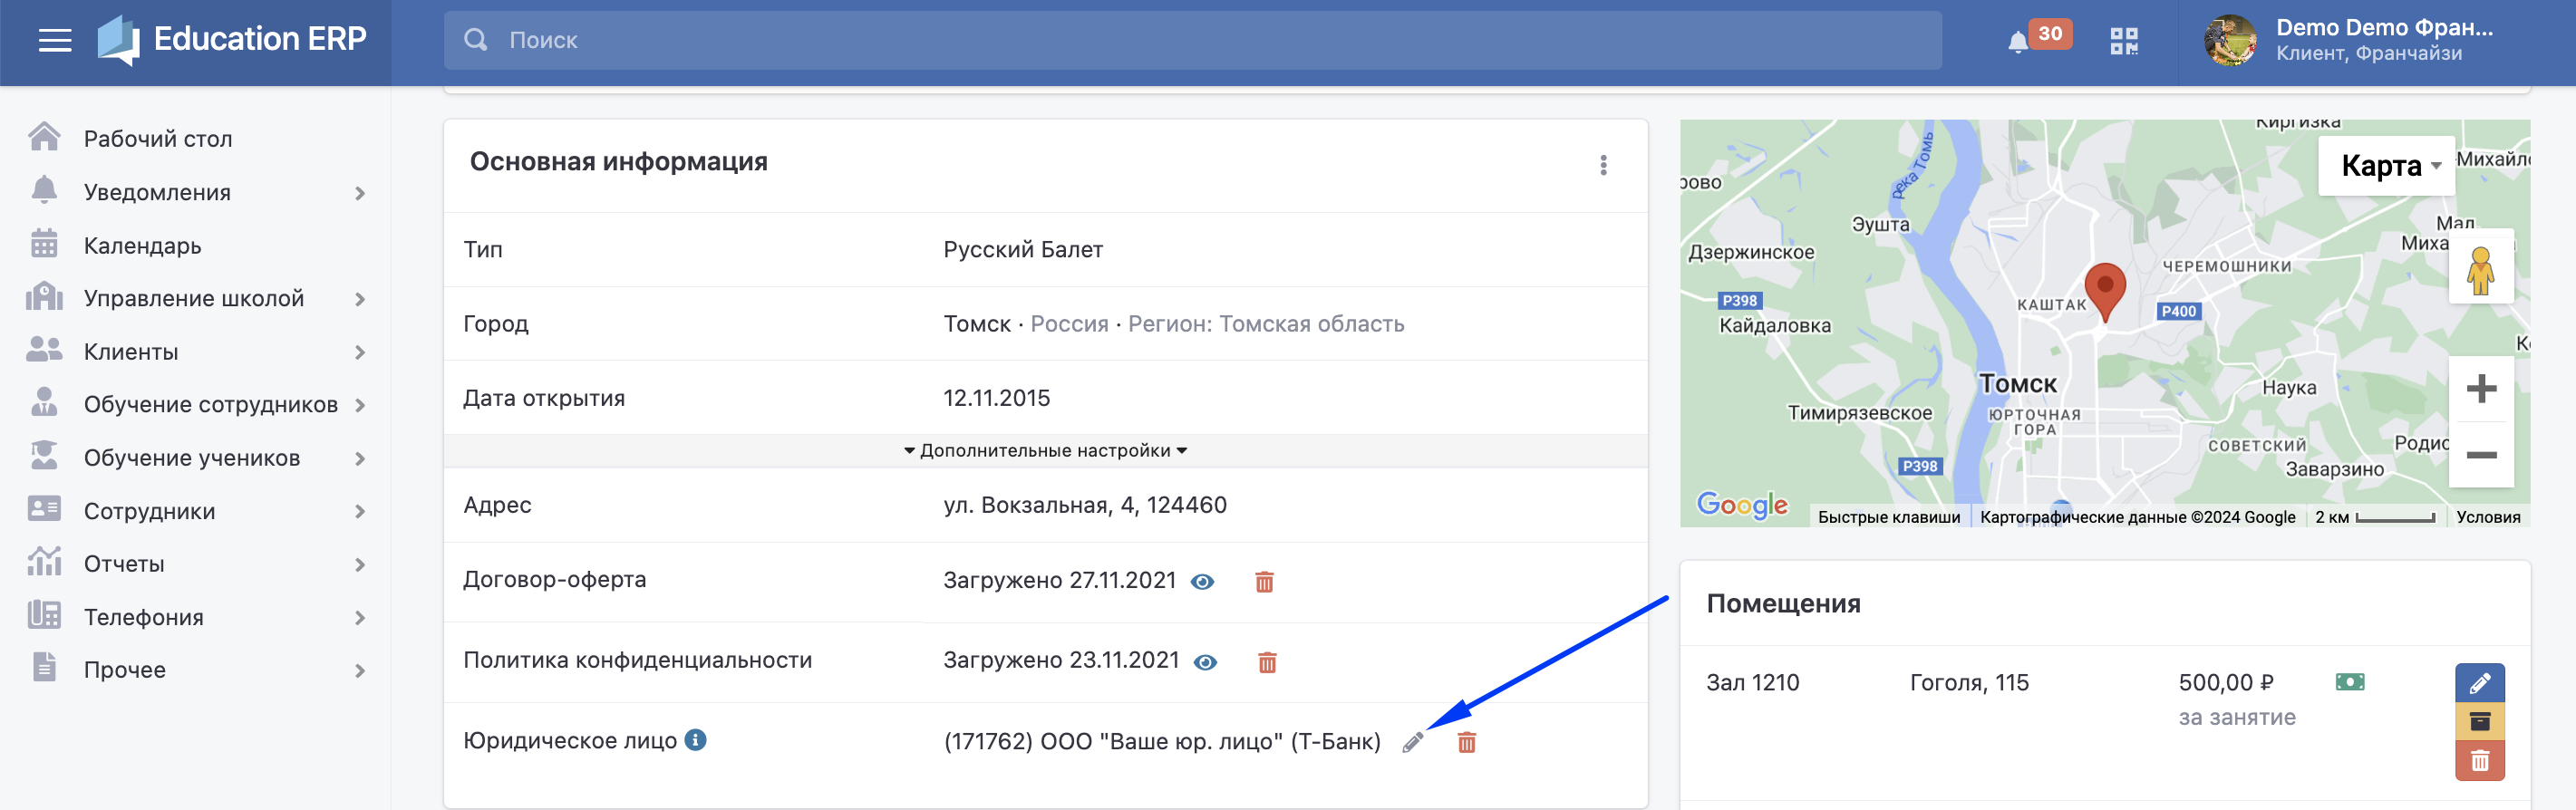 Education ERP
Поиск
30
Demo Demo Фран...
Клиент, Франчайзи
Рабочий стол
Уведомления
Календарь
Управление школой
Клиенты
Обучение сотрудников
Обучение учеников
Сотрудники
Отчеты
Телефония
Прочее
Основная информация
Тип Русский Балет
Город Томск · Россия · Регион: Томская область
Дата открытия 12.11.2015
Дополнительные настройки
Адрес ул. Вокзальная, 4, 124460
Договор-оферта Загружено 27.11.2021
Политика конфиденциальности Загружено 23.11.2021
Юридическое лицо (171762) ООО "Ваше юр. лицо" (Т-Банк)
Киргизка
Карта
Михайл
рово
река Томь
Эушта
Мал.
Миха
Дзержинское
ЧЕРЕМОШНИКИ
Р398
КАШТАК
Р400
Кайдаловка
Томск
Наука
Тимирязевское
ЮРТОЧНАЯ
ГОРА
СОВЕТСКИЙ
Родис
Р398
Заварзино
Google
Быстрые клавиши
Картографические данные ©2024 Google
2 км
Условия
Помещения
Зал 1210 Гоголя, 115 500,00 ₽
за занятие